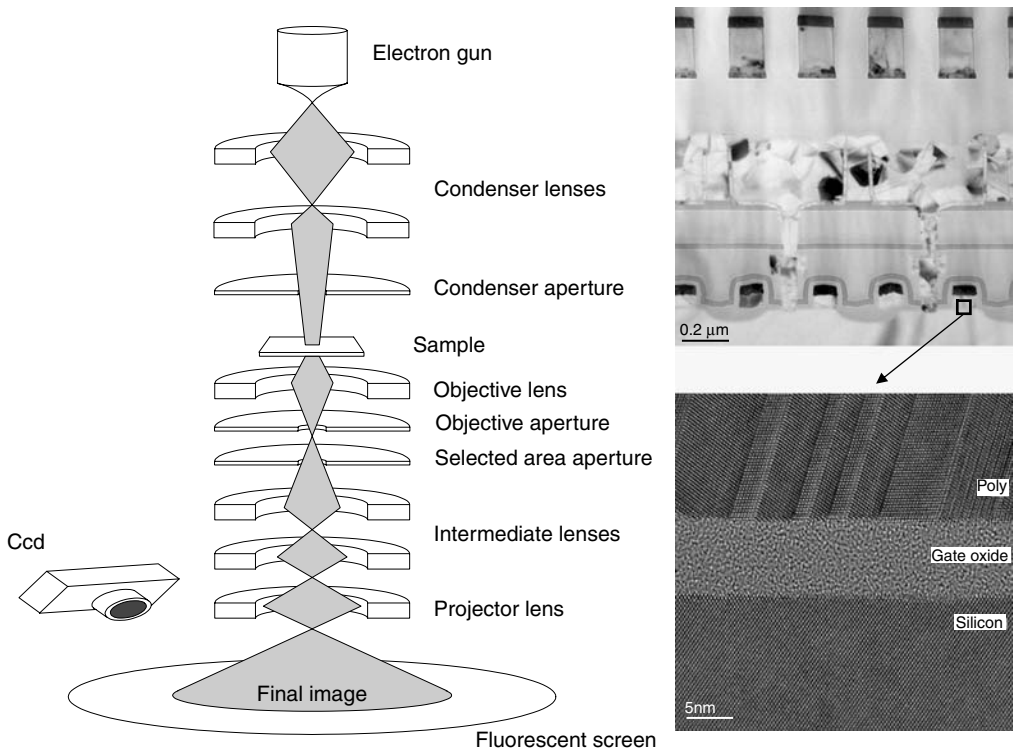 Electron gun
Condenser lenses
Condenser aperture
Sample
Objective lens
Objective aperture
Selected area aperture
Intermediate lenses
Ccd
Projector lens
Final image
Fluorescent screen
0.2 μm
Poly
Gate oxide
Silicon
5nm